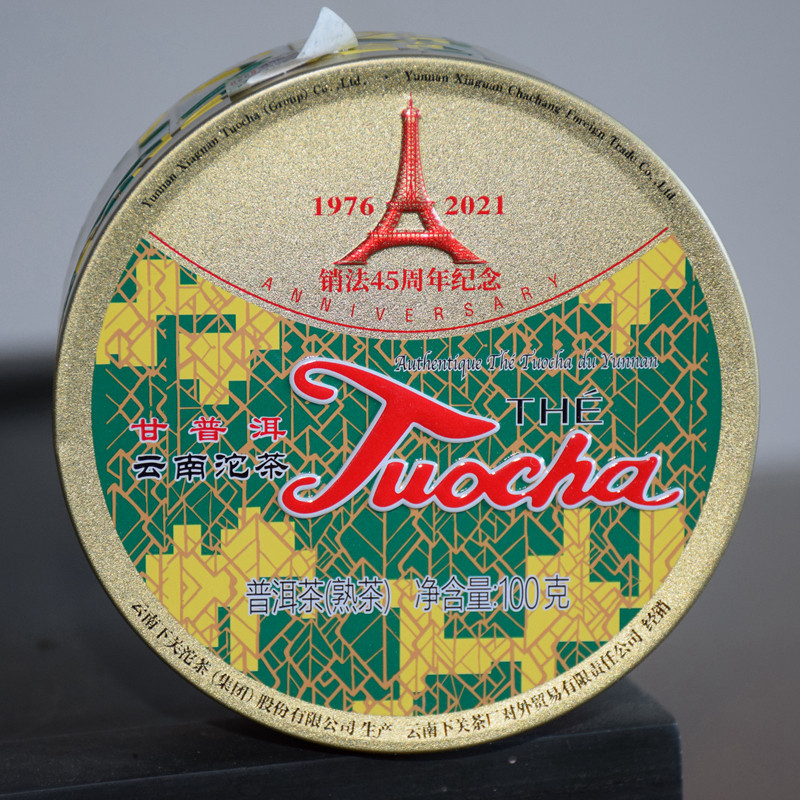 Yunnan Xiaguan Tuocha (Group) Co., Ltd. · Yunnan Xiaguan Chachang Foreign Trade Co., Ltd.
1976 2021
销法45周年纪念
ANNIVERSARY
Authentique Thé Tuocha du Yunnan
THÉ
Tuocha
甘普洱
云南沱茶
普洱茶(熟茶) 净含量:100克
云南下关沱茶(集团)股份有限公司 生产 云南下关茶厂对外贸易有限责任公司 经销